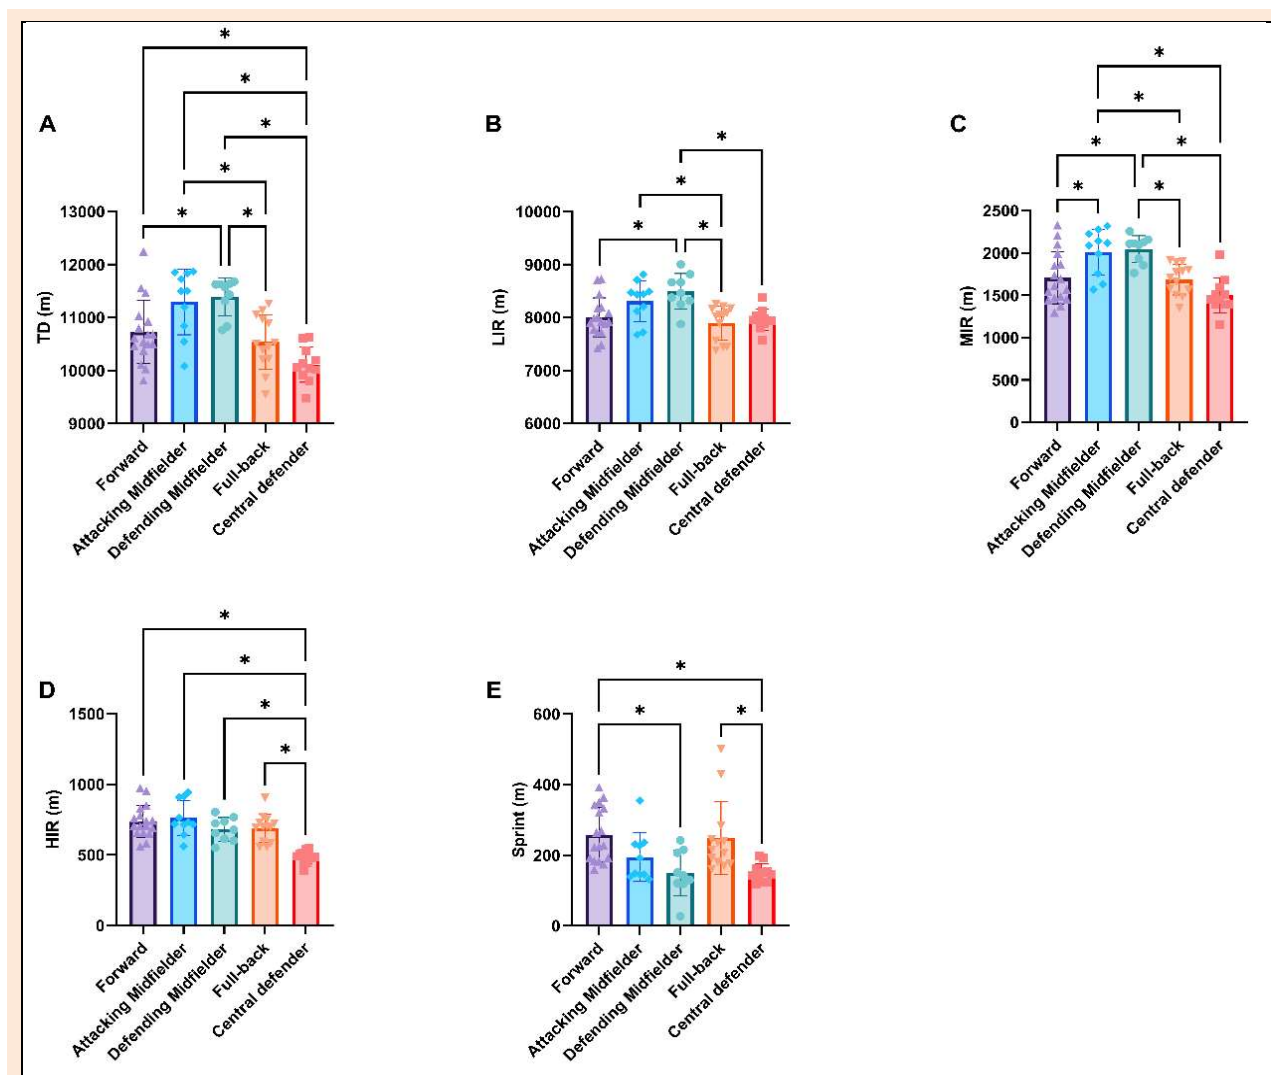 A
TD (m)
13000
12000
11000
10000
9000
Forward
Attacking Midfielder
Defending Midfielder
Full-back
Central defender
*
*
*
*
*
*
B
LIR (m)
10000
9000
8000
7000
6000
Forward
Attacking Midfielder
Defending Midfielder
Full-back
Central defender
*
*
*
*
C
MIR (m)
2500
2000
1500
1000
500
0
Forward
Attacking Midfielder
Defending Midfielder
Full-back
Central defender
*
*
*
*
*
*
D
HIR (m)
1500
1000
500
0
Forward
Attacking Midfielder
Defending Midfielder
Full-back
Central defender
*
*
*
*
E
Sprint (m)
600
400
200
0
Forward
Attacking Midfielder
Defending Midfielder
Full-back
Central defender
*
*
*